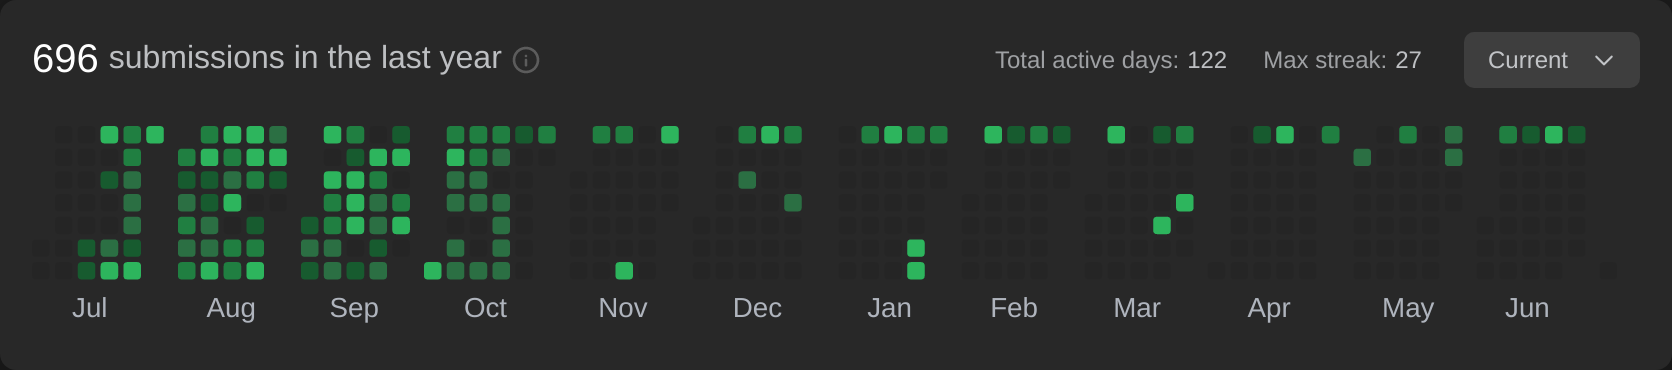 696 submissions in the last year
Total active days: 122 Max streak: 27 Current
Jul Aug Sep Oct Nov Dec Jan Feb Mar Apr May Jun